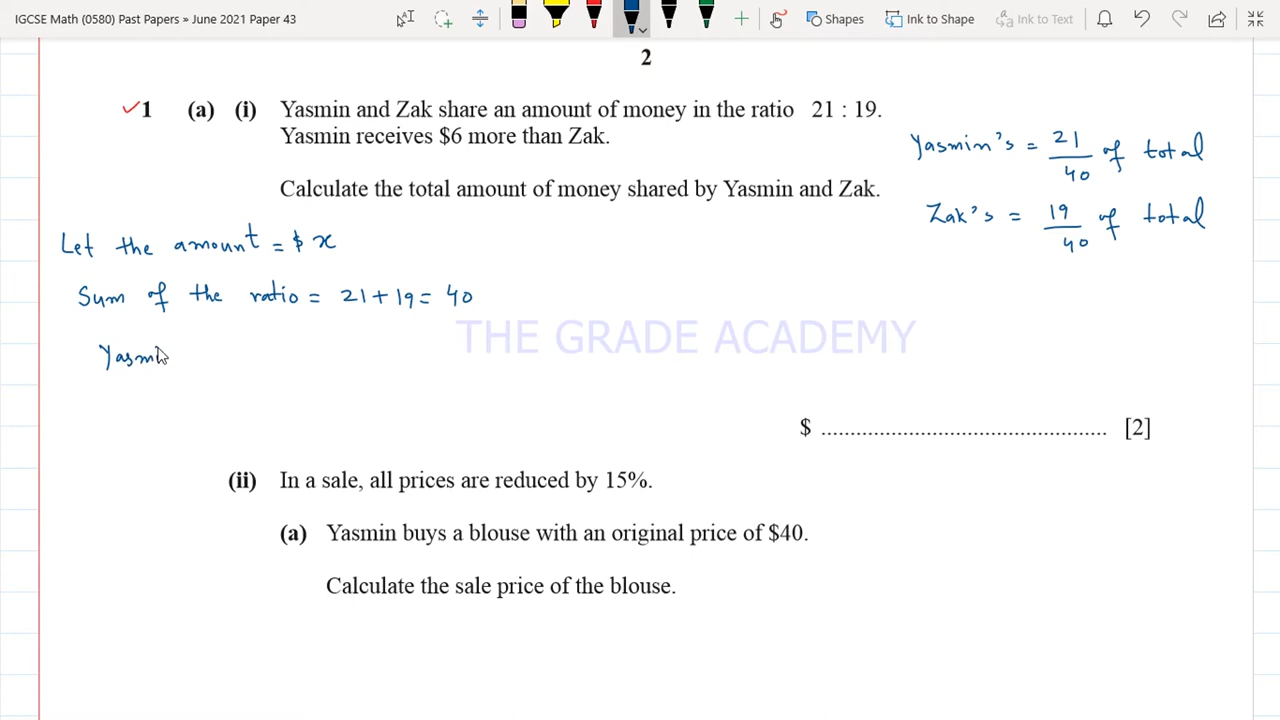 IGCSE Math (0580) Past Papers » June 2021 Paper 43
Shapes
Ink to Shape
Ink to Text
2
1 (a) (i) Yasmin and Zak share an amount of money in the ratio 21 : 19.
Yasmin receives $6 more than Zak.
Yasmin's = 21/40 of total
Calculate the total amount of money shared by Yasmin and Zak.
Zak's = 19/40 of total
Let the amount = $ x
Sum of the ratio = 21 + 19 = 40
THE GRADE ACADEMY
Yasmi
$ ................................................ [2]
(ii) In a sale, all prices are reduced by 15%.
(a) Yasmin buys a blouse with an original price of $40.
Calculate the sale price of the blouse.